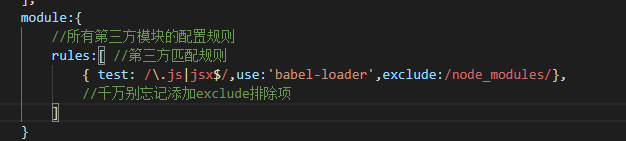 ],
module:{
//所有第三方模块的配置规则
rules:[ //第三方匹配规则
{ test: /\.js|jsx$/,use:'babel-loader',exclude:/node_modules/},
//千万别忘记添加exclude排除项
]
}